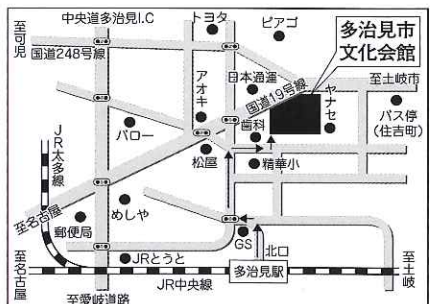 中央道多治見I.C
トヨタ
ピアゴ
多治見市
文化会館
至可児
国道248号線
アオキ
日本通運
国道19号線
至土岐市
ヤナセ
バス停
(住吉町)
バロー
歯科
JR太多線
松屋
精華小
至名古屋
めしや
郵便局
GS
北口
JRとうと
多治見駅
至名古屋
JR中央線
至土岐
至愛岐道路